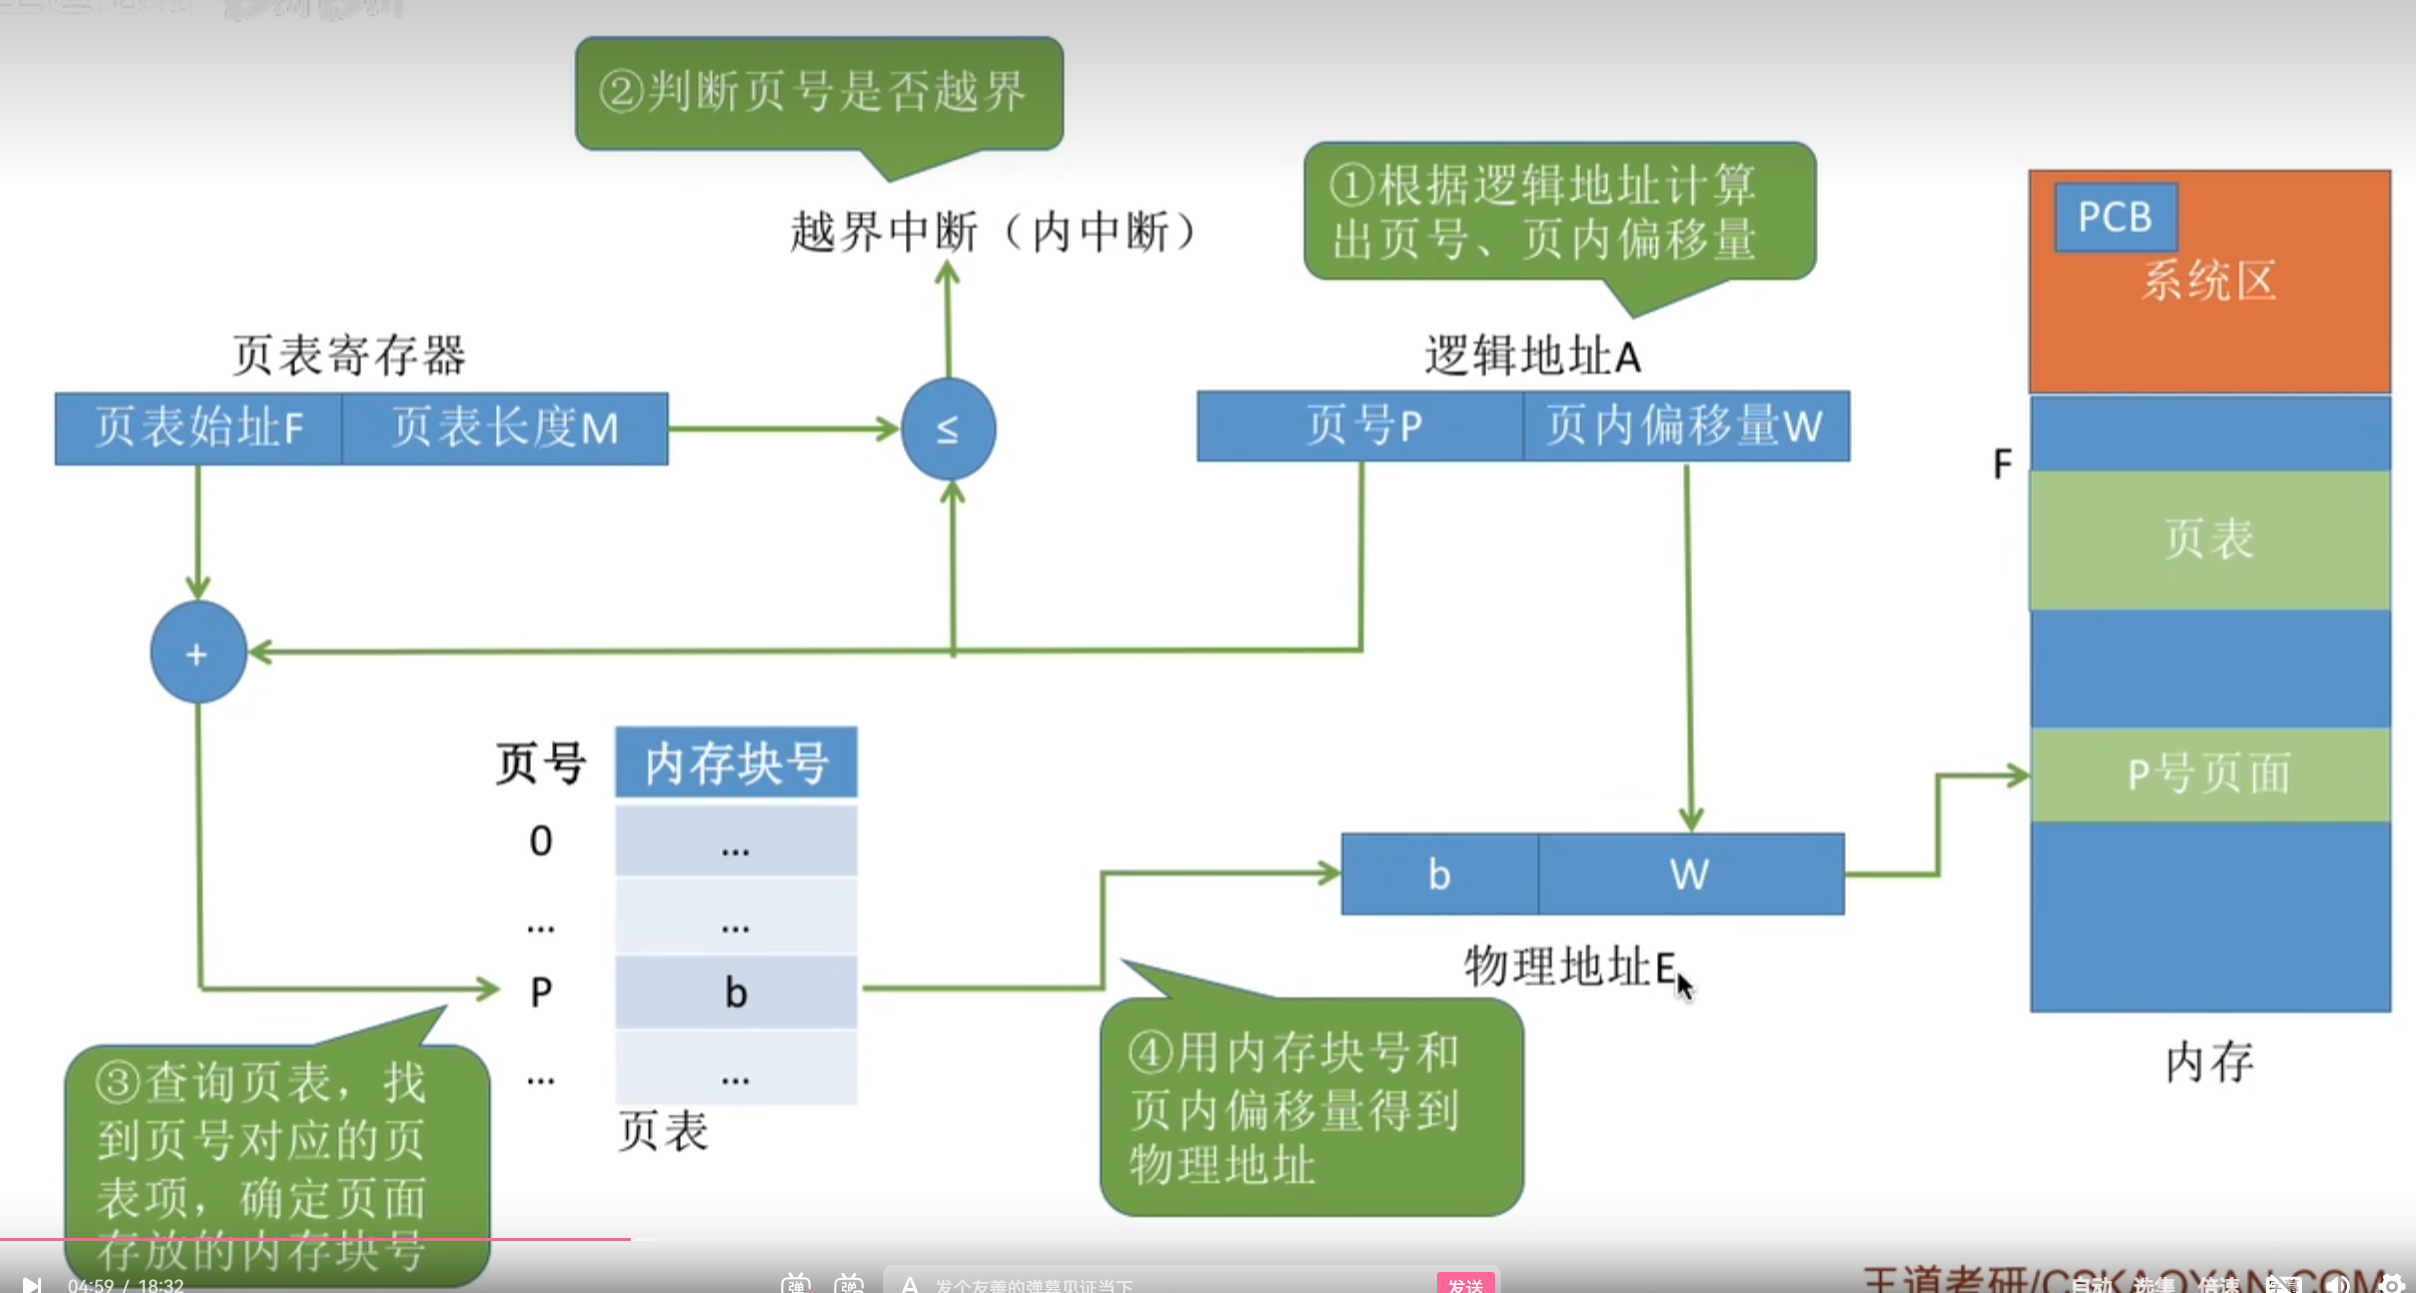 ②判断页号是否越界
①根据逻辑地址计算
出页号、页内偏移量
越界中断（内中断）
PCB
系统区
页表寄存器
逻辑地址A
页表始址F
页表长度M
≤
页号P
页内偏移量W
F
页表
+
页号
内存块号
P号页面
0
...
...
...
b
W
P
b
物理地址E
...
...
页表
③查询页表，找
到页号对应的页
表项，确定页面
存放的内存块号
④用内存块号和
页内偏移量得到
物理地址
内存
04:59 / 18:32
弹
弹
A
发个友善的弹幕见证当下
发送
王道考研/CSKAOYAN.COM
自动
选集
倍速